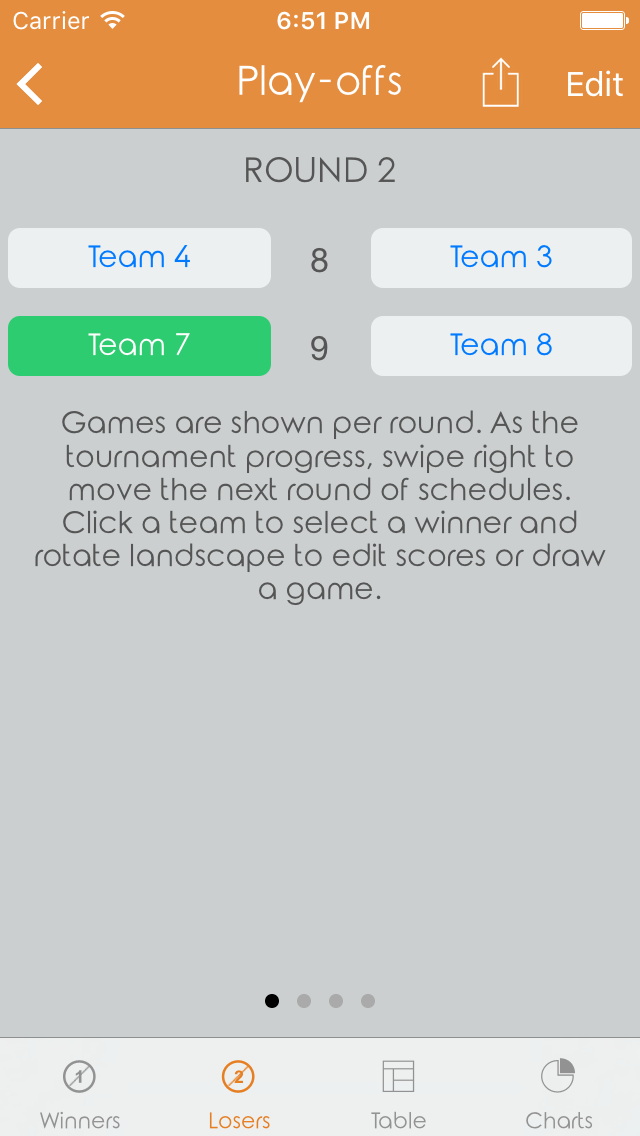 Carrier 6:51 PM
Play-offs Edit
ROUND 2
Team 4 8 Team 3
Team 7 9 Team 8
Games are shown per round. As the
tournament progress, swipe right to
move the next round of schedules.
Click a team to select a winner and
rotate landscape to edit scores or draw
a game.
1 2
Winners Losers Table Charts